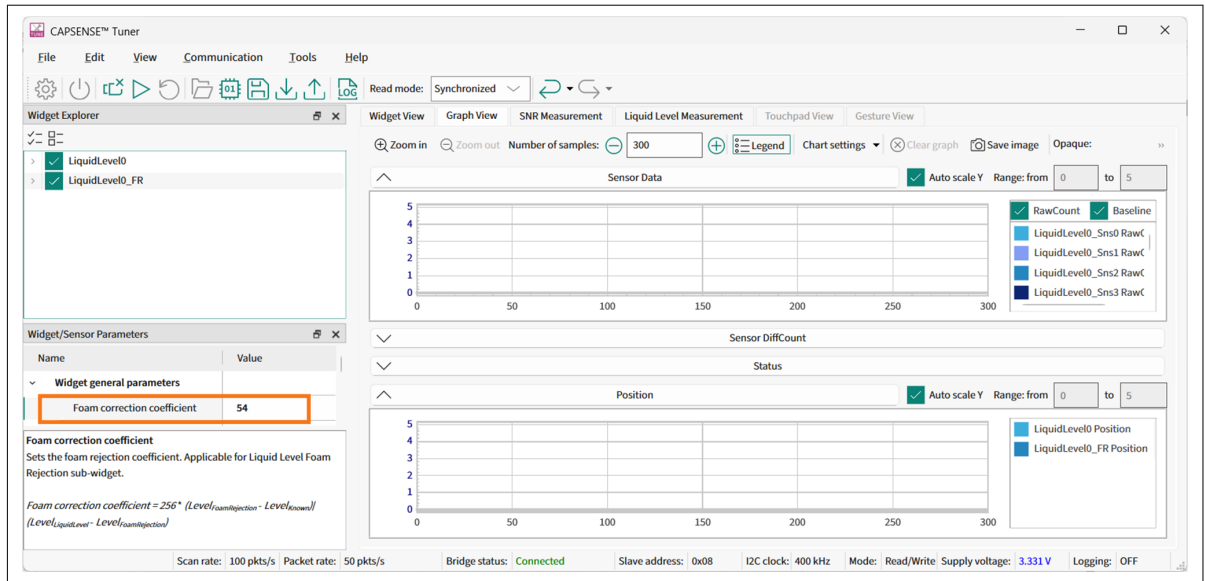 CAPSENSE™ Tuner
File Edit View Communication Tools Help
01 LOG Read mode: Synchronized
Widget Explorer
LiquidLevel0
LiquidLevel0_FR
Widget/Sensor Parameters
Name Value
Widget general parameters
Foam correction coefficient 54
Foam correction coefficient
Sets the foam rejection coefficient. Applicable for Liquid Level Foam
Rejection sub-widget.
Foam correction coefficient = 256* (LevelFoamRejection - LevelKnown)/
(LevelLiquidLevel - LevelFoamRejection)
Widget View Graph View SNR Measurement Liquid Level Measurement Touchpad View Gesture View
Zoom in Zoom out Number of samples: 300 Legend Chart settings Clear graph Save image Opaque: »
Sensor Data Auto scale Y Range: from 0 to 5
5
4
3
2
1
0
0 50 100 150 200 250 300
RawCount Baseline
LiquidLevel0_Sns0 RawC
LiquidLevel0_Sns1 RawC
LiquidLevel0_Sns2 RawC
LiquidLevel0_Sns3 RawC
Sensor DiffCount
Status
Position Auto scale Y Range: from 0 to 5
5
4
3
2
1
0
0 50 100 150 200 250 300
LiquidLevel0 Position
LiquidLevel0_FR Position
Scan rate: 100 pkts/s Packet rate: 50 pkts/s Bridge status: Connected Slave address: 0x08 I2C clock: 400 kHz Mode: Read/Write Supply voltage: 3.331 V Logging: OFF